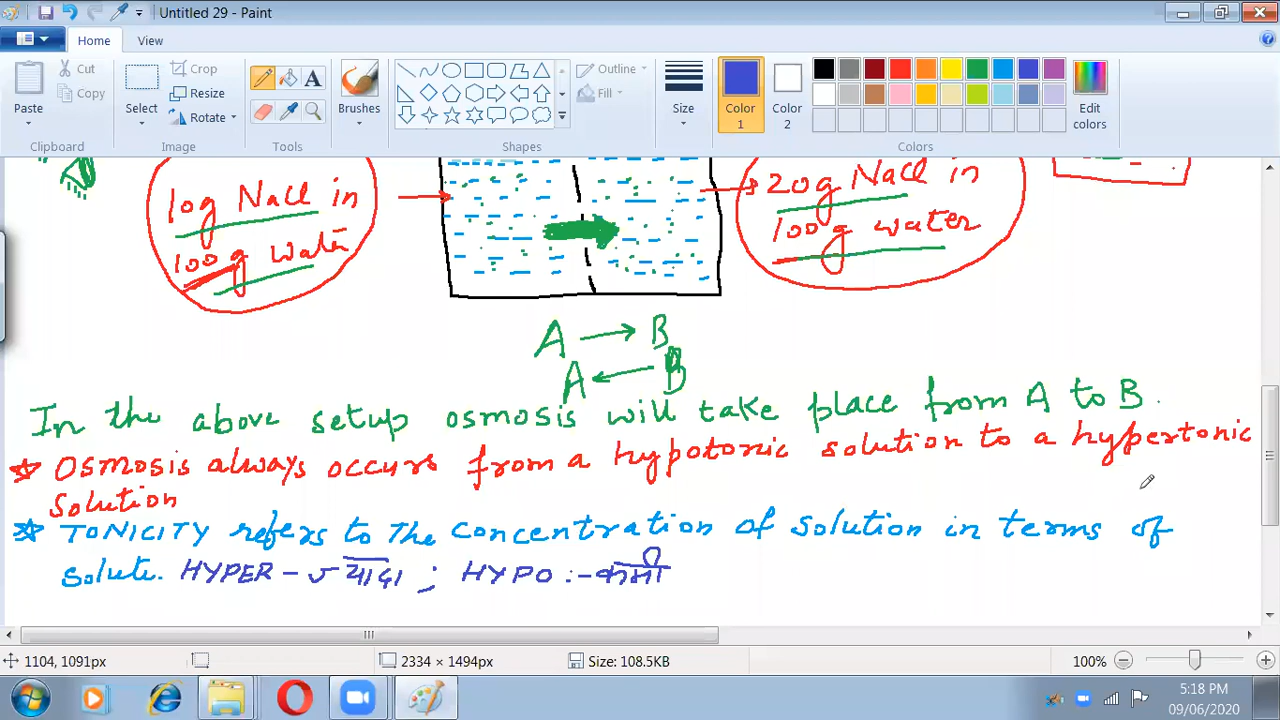 Untitled 29 - Paint
Home View
Paste Cut Copy
Select Crop Resize Rotate
Brushes
Outline Fill
Size
Color 1 Color 2
Edit colors
Clipboard Image Tools Shapes Colors
10g Nacl in
100g water
20g Nacl in
100g water
A → B
A ← B
In the above setup osmosis will take place from A to B.
☆ Osmosis always occurs from a hypotonic solution to a hypertonic
solution
☆ TONICITY refers to the concentration of solution in terms of
solute. HYPER - ज्यादा ; HYPO :- कमी
1104, 1091px 2334 × 1494px Size: 108.5KB 100%
5:18 PM
09/06/2020